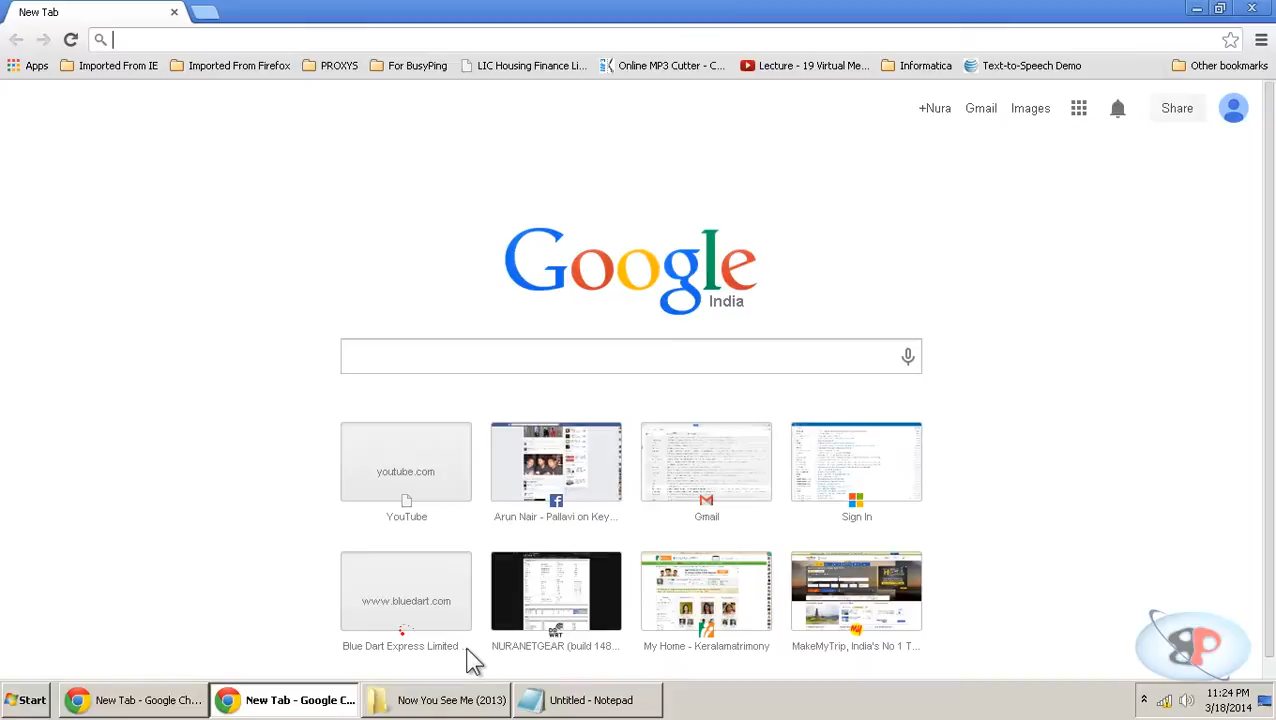 New Tab
Apps Imported From IE Imported From Firefox PROXYS For BusyPing LIC Housing Finance Li... Online MP3 Cutter - C... Lecture - 19 Virtual Me... Informatica Text-to-Speech Demo Other bookmarks
+Nura Gmail Images Share
Google
India
youtube.com
YouTube Arun Nair - Pallavi on Key... Gmail Sign In
Blue Dart Express Limited NURANETGEAR (build 148... My Home - Keralamatrimony MakeMyTrip, India's No 1 T...
Start New Tab - Google Ch... New Tab - Google C... Now You See Me (2013) Untitled - Notepad 11:24 PM
3/18/2014
BP